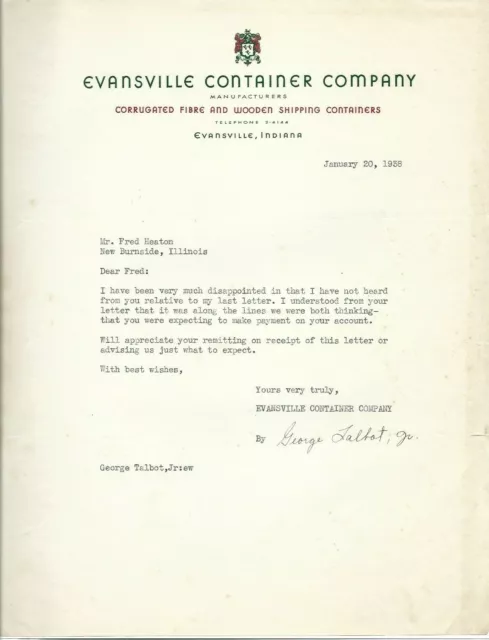 EVANSVILLE CONTAINER COMPANY
MANUFACTURERS
CORRUGATED FIBRE AND WOODEN SHIPPING CONTAINERS
TELEPHONE
EVANSVILLE, INDIANA
January 20, 1938
Mr. Fred Heaton
New Burnside, Illinois
Dear Fred:
I have been very much disappointed in that I have not heard
from you relative to my last letter. I understood from your
letter that it was along the lines we were both thinking-
that you were expecting to make payment on your account.
Will appreciate your remitting on receipt of this letter or
advising us just what to expect.
With best wishes,
Yours very truly,
EVANSVILLE CONTAINER COMPANY
By George Talbot, Jr.
George Talbot,Jr:ew